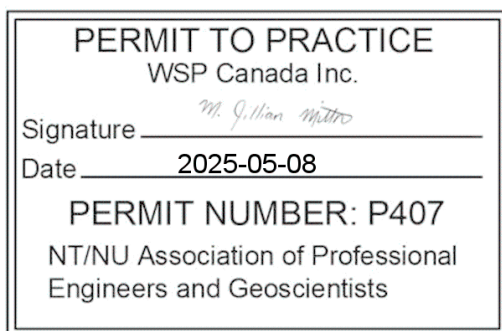 PERMIT TO PRACTICE
WSP Canada Inc.
Signature M. Jillian
Date 2025-05-08
PERMIT NUMBER: P407
NT/NU Association of Professional
Engineers and Geoscientists